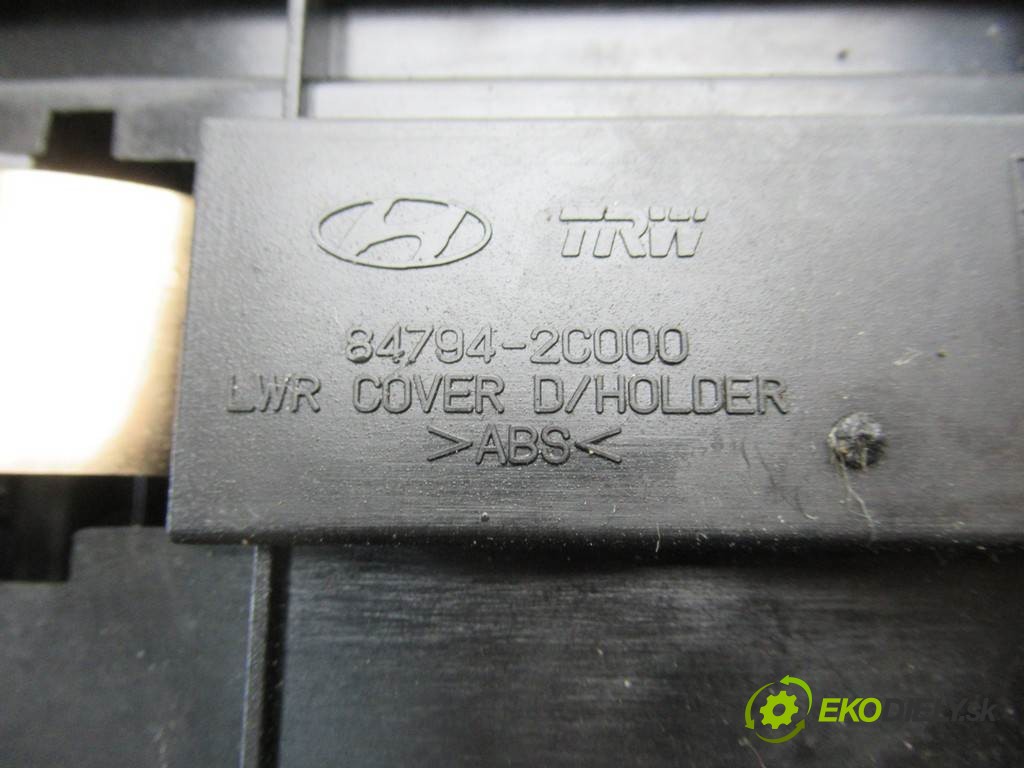 TRW
84794-2C000
LWR COVER D/HOLDER
>ABS<
EKODIELY.sk